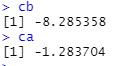 > cb
[1] -8.285358
> ca
[1] -1.283704